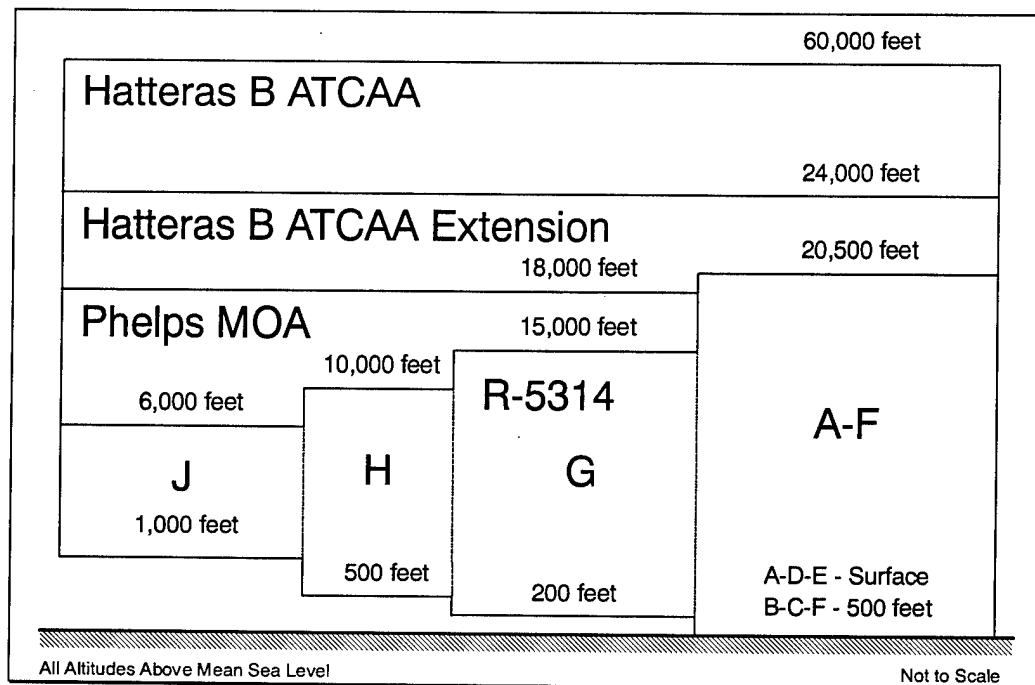 60,000 feet
Hatteras B ATCAA
24,000 feet
Hatteras B ATCAA Extension
20,500 feet
18,000 feet
Phelps MOA
15,000 feet
10,000 feet
6,000 feet
R-5314
A-F
J
H
G
1,000 feet
500 feet
200 feet
A-D-E - Surface
B-C-F - 500 feet
All Altitudes Above Mean Sea Level
Not to Scale